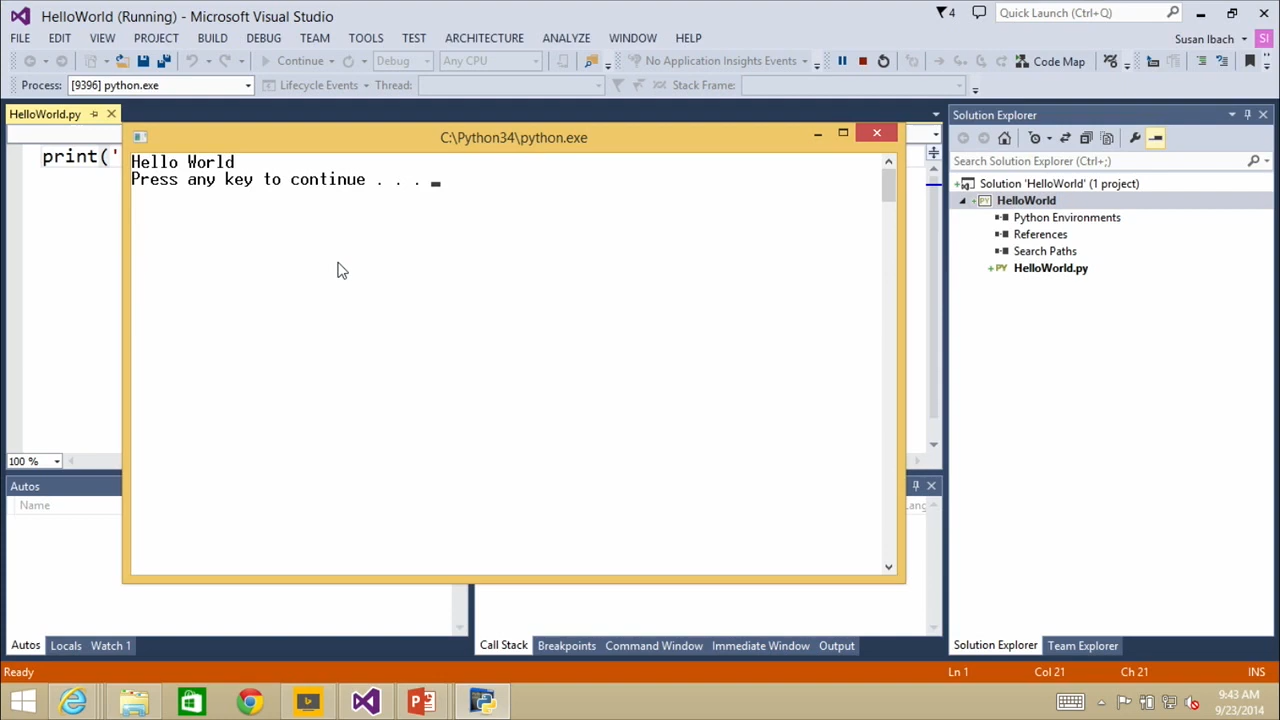 HelloWorld (Running) - Microsoft Visual Studio
4
Quick Launch (Ctrl+Q)
FILE EDIT VIEW PROJECT BUILD DEBUG TEAM TOOLS TEST ARCHITECTURE ANALYZE WINDOW HELP
Susan Ibach
SI
Continue
Debug
Any CPU
No Application Insights Events
Code Map
Process: [9396] python.exe
Lifecycle Events
Thread:
Stack Frame:
HelloWorld.py
print('
100 %
C:\Python34\python.exe
Hello World
Press any key to continue . . .
Solution Explorer
Search Solution Explorer (Ctrl+;)
Solution 'HelloWorld' (1 project)
PY HelloWorld
Python Environments
References
Search Paths
PY HelloWorld.py
Autos
Name
Lang
Autos Locals Watch 1
Call Stack Breakpoints Command Window Immediate Window Output
Solution Explorer Team Explorer
Ready
Ln 1
Col 21
Ch 21
INS
9:43 AM
9/23/2014